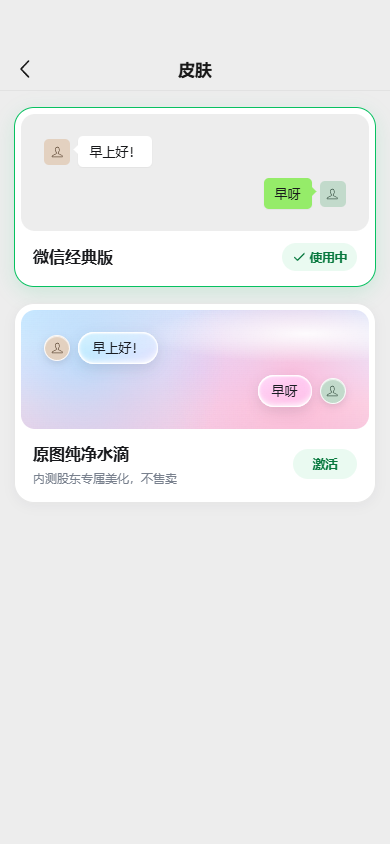 皮肤
早上好！
早呀
微信经典版
使用中
早上好！
早呀
原图纯净水滴
内测股东专属美化，不售卖
激活